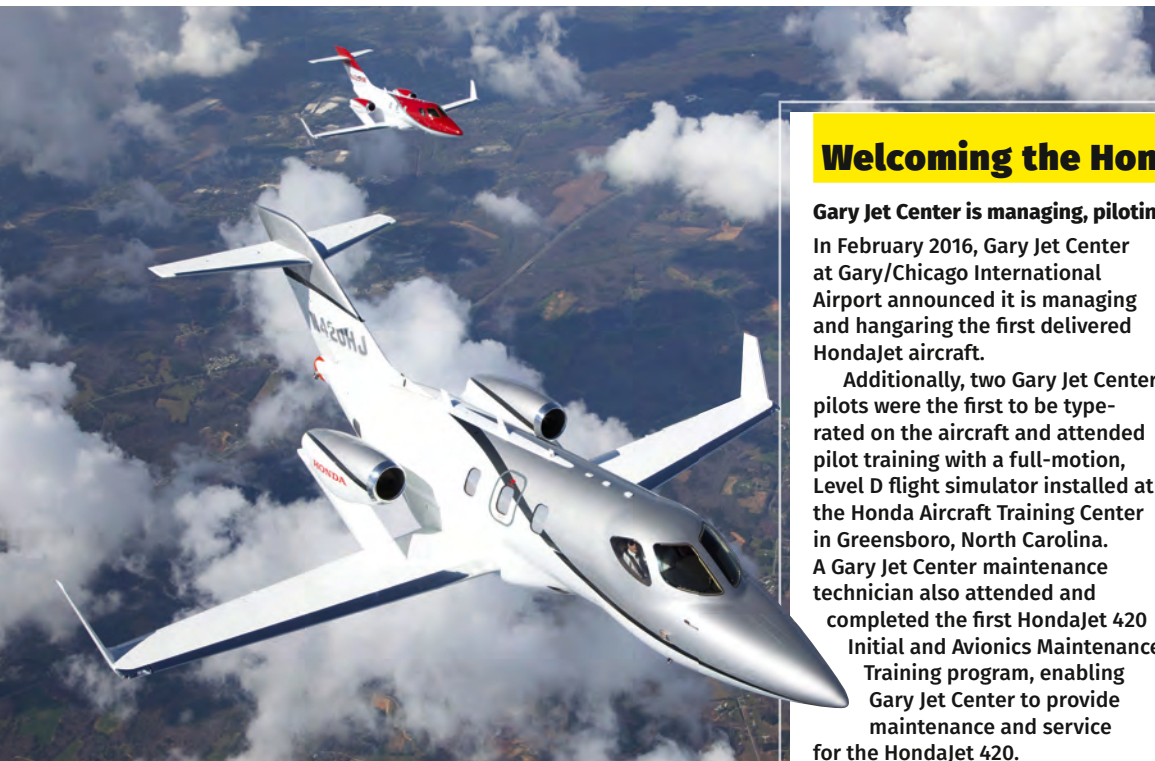 N420HJ
HONDA
Welcoming the Hon
Gary Jet Center is managing, pilotin
In February 2016, Gary Jet Center
at Gary/Chicago International
Airport announced it is managing
and hangaring the first delivered
HondaJet aircraft.
Additionally, two Gary Jet Center
pilots were the first to be type-
rated on the aircraft and attended
pilot training with a full-motion,
Level D flight simulator installed at
the Honda Aircraft Training Center
in Greensboro, North Carolina.
A Gary Jet Center maintenance
technician also attended and
completed the first HondaJet 420
Initial and Avionics Maintenance
Training program, enabling
Gary Jet Center to provide
maintenance and service
for the HondaJet 420.